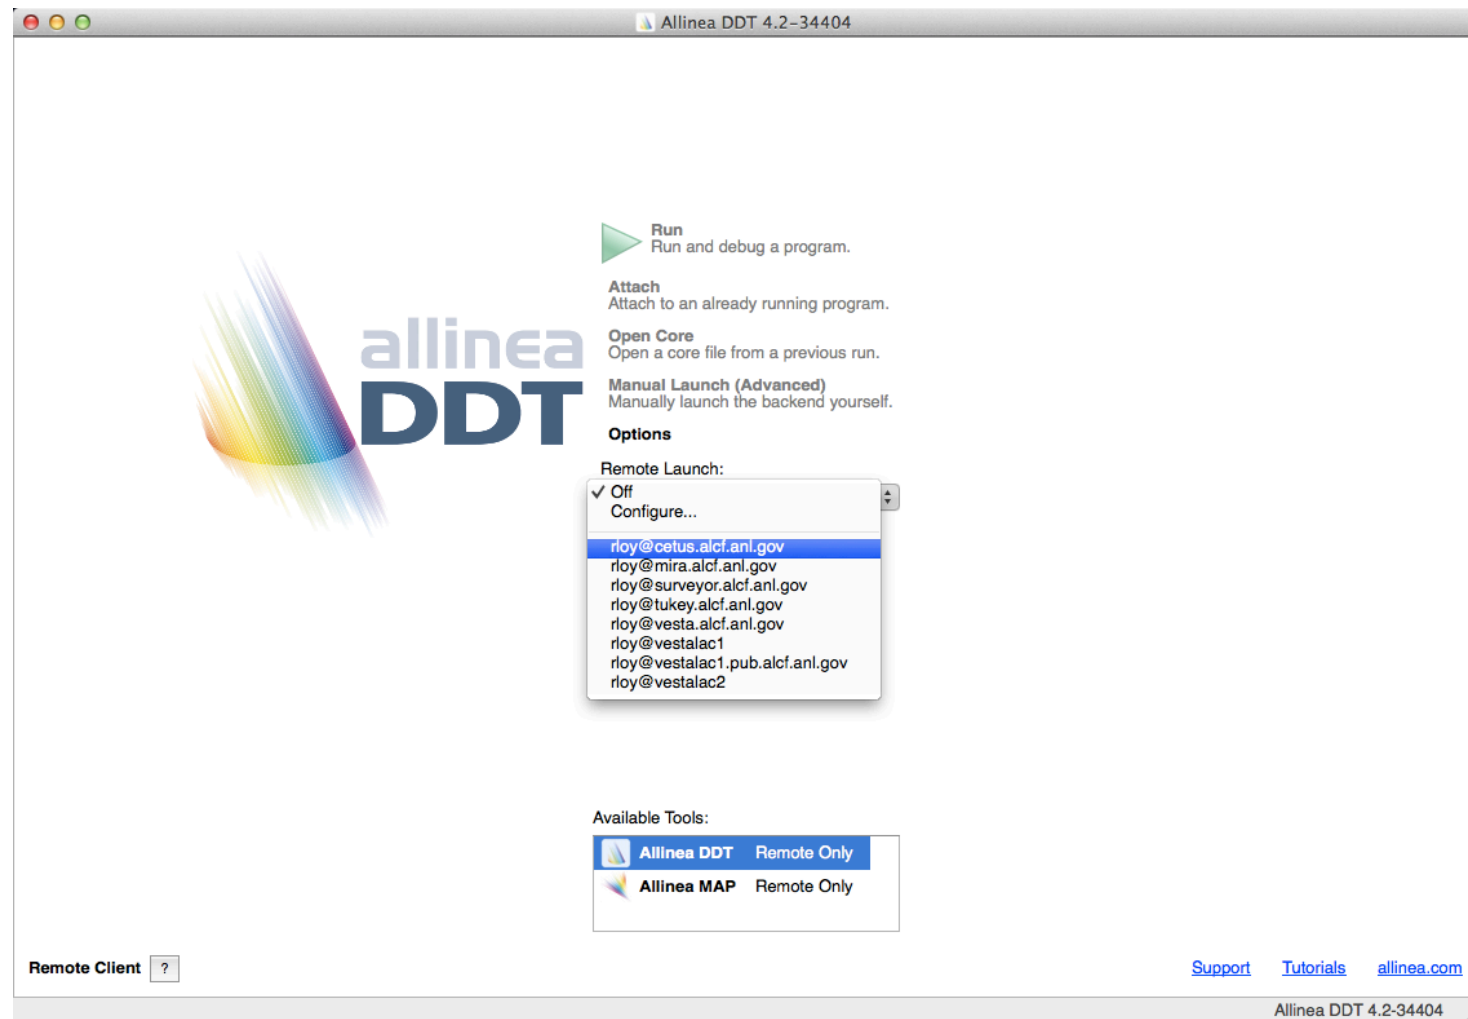 Allinea DDT 4.2-34404
Run
Run and debug a program.
Attach
Attach to an already running program.
allinea
DDT
Open Core
Open a core file from a previous run.
Manual Launch (Advanced)
Manually launch the backend yourself.
Options
Remote Launch:
✓ Off
Configure...
rloy@cetus.alcf.anl.gov
rloy@mira.alcf.anl.gov
rloy@surveyor.alcf.anl.gov
rloy@tukey.alcf.anl.gov
rloy@vesta.alcf.anl.gov
rloy@vestalac1
rloy@vestalac1.pub.alcf.anl.gov
rloy@vestalac2
Available Tools:
Allinea DDT Remote Only
Allinea MAP Remote Only
Remote Client ? Support Tutorials allinea.com
Allinea DDT 4.2-34404